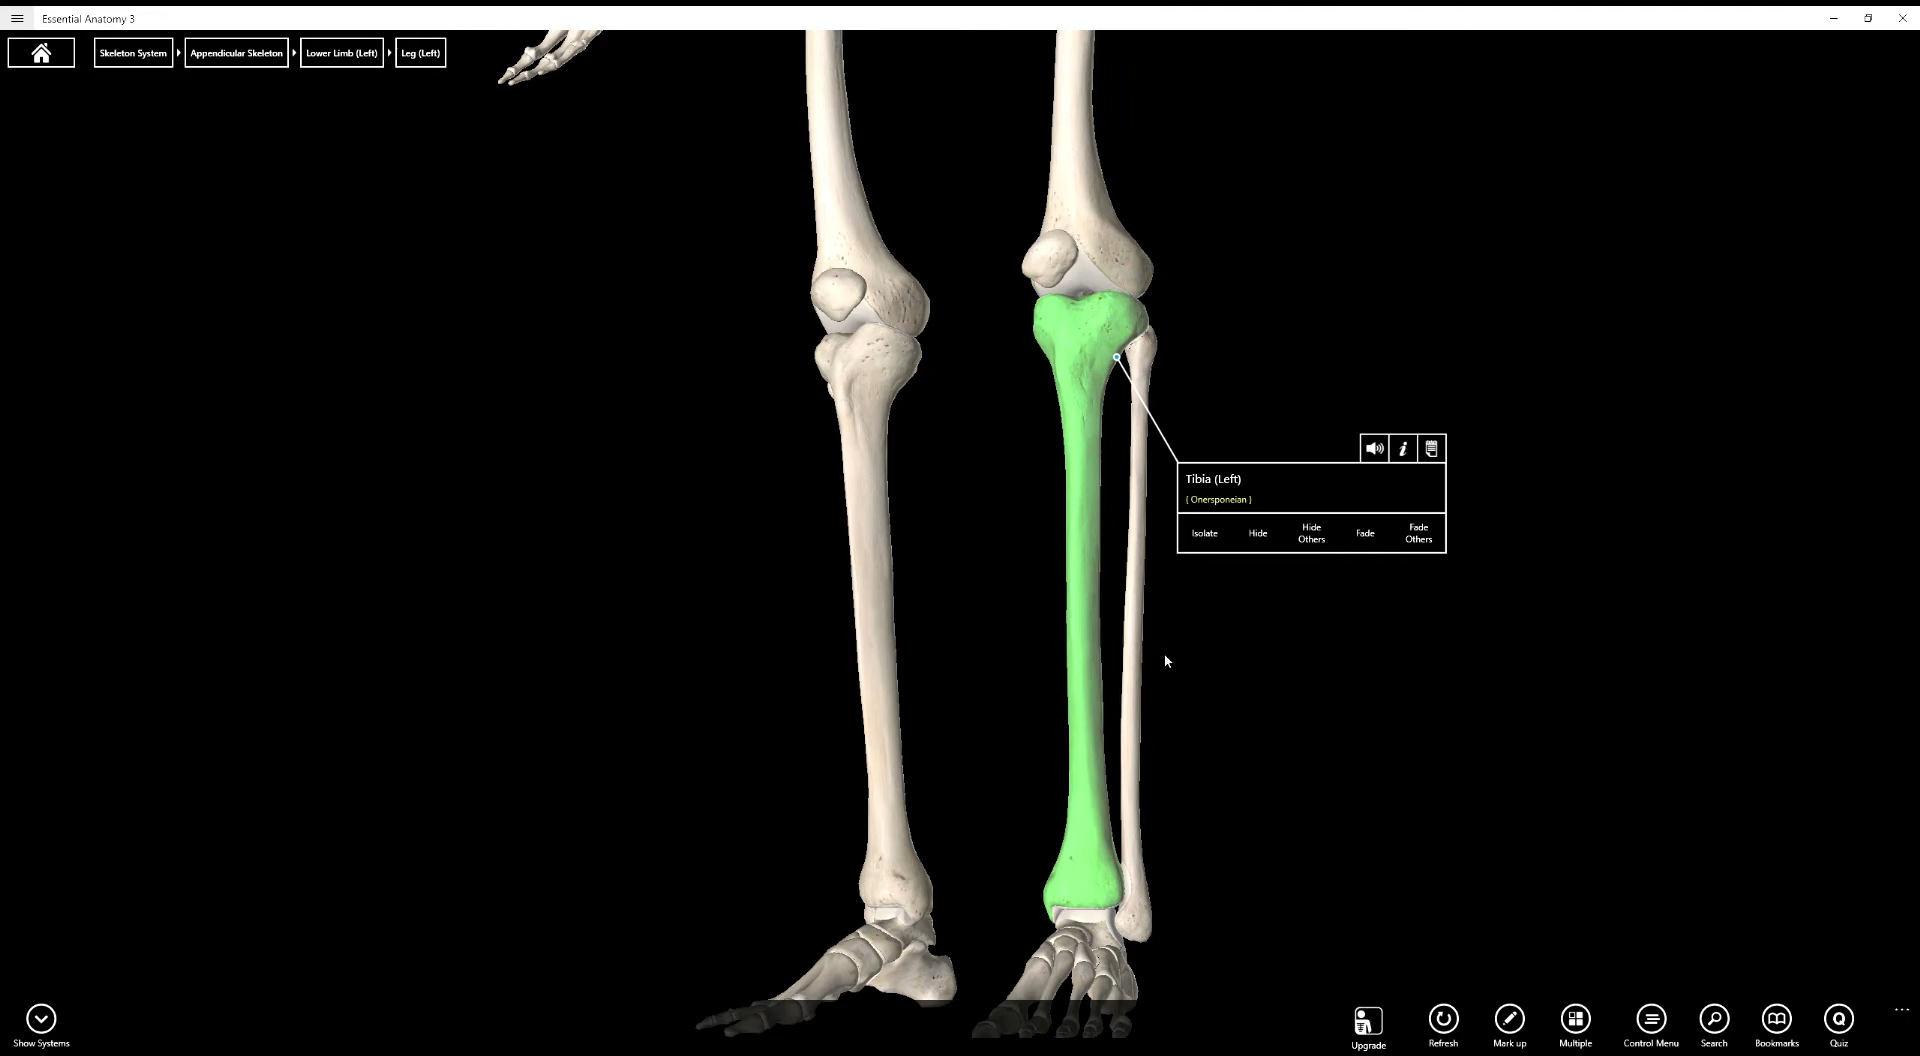 Essential Anatomy 3
Skeleton System
Appendicular Skeleton
Lower Limb (Left)
Leg (Left)
Tibia (Left)
{ Onersponeian }
Isolate
Hide
Hide
Others
Fade
Fade
Others
Show Systems
Upgrade
Refresh
Mark up
Multiple
Control Menu
Search
Bookmarks
Quiz